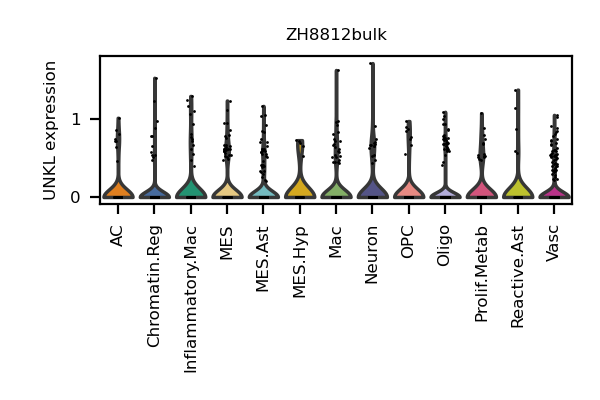 ZH8812bulk
UNKL expression
1
0
AC
Chromatin.Reg
Inflammatory.Mac
MES
MES.Ast
MES.Hyp
Mac
Neuron
OPC
Oligo
Prolif.Metab
Reactive.Ast
Vasc